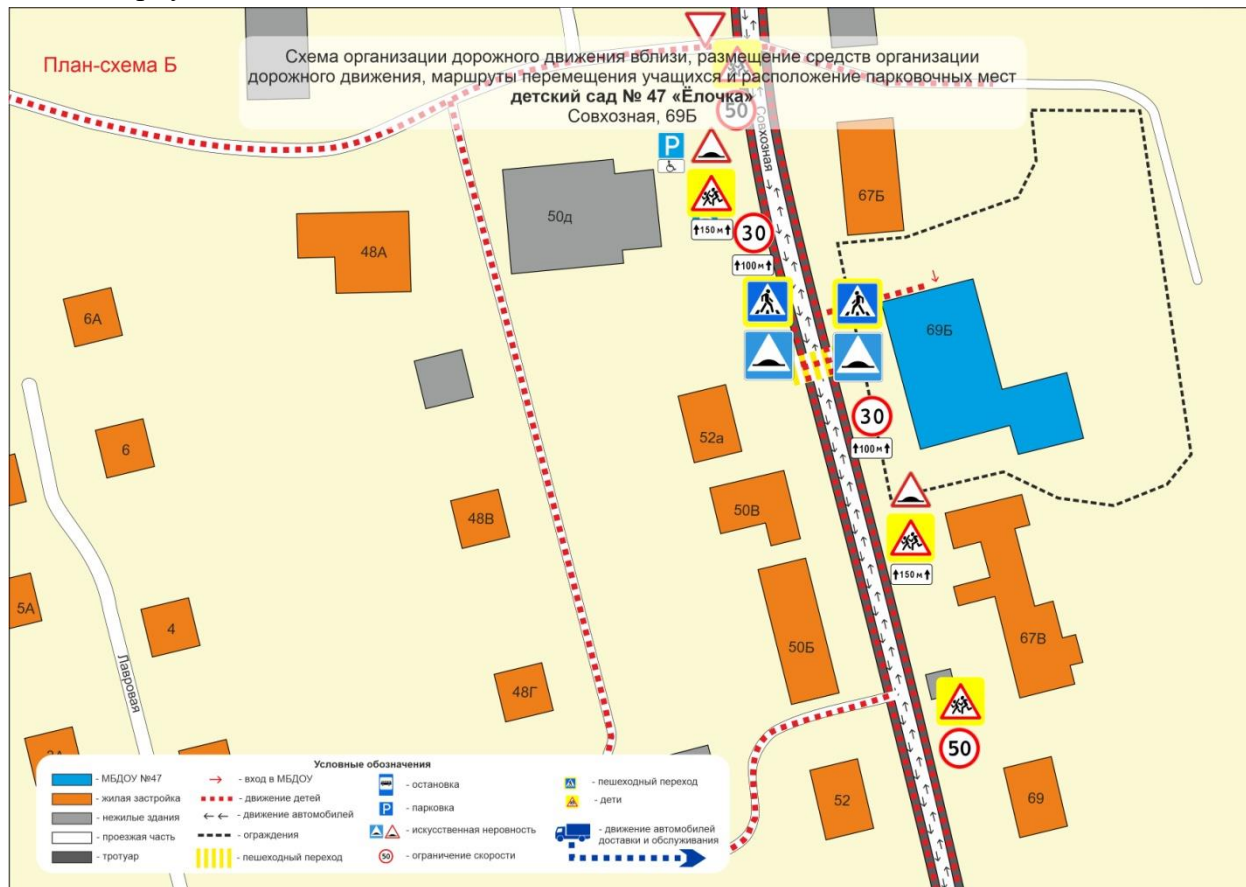 План-схема Б
Схема организации дорожного движения вблизи, размещение средств организации
дорожного движения, маршруты перемещения учащихся и расположение парковочных мест
детский сад № 47 «Ёлочка»
Совхозная, 69Б
50
Совхозная
P
67Б
50д
48А
150 м
30
100 м
69Б
6А
6
52а
30
100 м
48В
50В
150 м
5А
4
50Б
67В
Лавровая
48Г
50
52
69
Условные обозначения
- МБДОУ №47
- жилая застройка
- нежилые здания
- проезжая часть
- тротуар
- вход в МБДОУ
- движение детей
- движение автомобилей
- ограждения
- пешеходный переход
- остановка
P - парковка
- искусственная неровность
50 - ограничение скорости
- пешеходный переход
- дети
- движение автомобилей
доставки и обслуживания